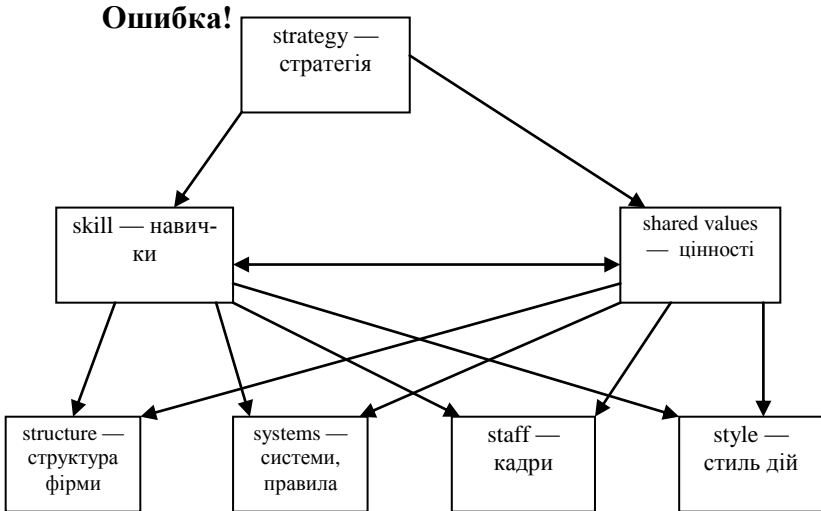 Ошибка!
strategy —
стратегія
skill — навич-
ки
shared values
— цінності
structure —
структура
фірми
systems —
системи,
правила
staff —
кадри
style —
стиль дій